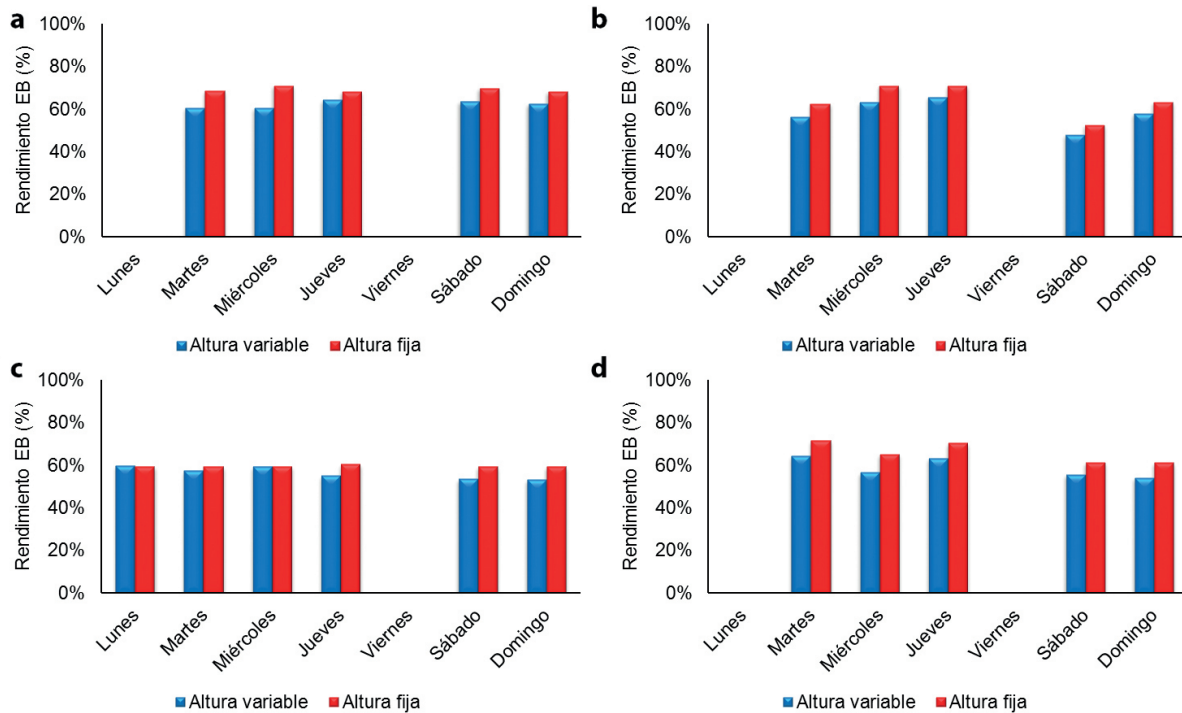 a
Rendimiento EB (%)
100%
80%
60%
40%
20%
0%
Lunes
Martes
Miércoles
Jueves
Viernes
Sábado
Domingo
Altura variable Altura fija
b
Rendimiento EB (%)
100%
80%
60%
40%
20%
0%
Lunes
Martes
Miércoles
Jueves
Viernes
Sábado
Domingo
Altura variable Altura fija
c
Rendimiento EB (%)
100%
80%
60%
40%
20%
0%
Lunes
Martes
Miércoles
Jueves
Viernes
Sábado
Domingo
Altura variable Altura fija
d
Rendimiento EB (%)
100%
80%
60%
40%
20%
0%
Lunes
Martes
Miércoles
Jueves
Viernes
Sábado
Domingo
Altura variable Altura fija